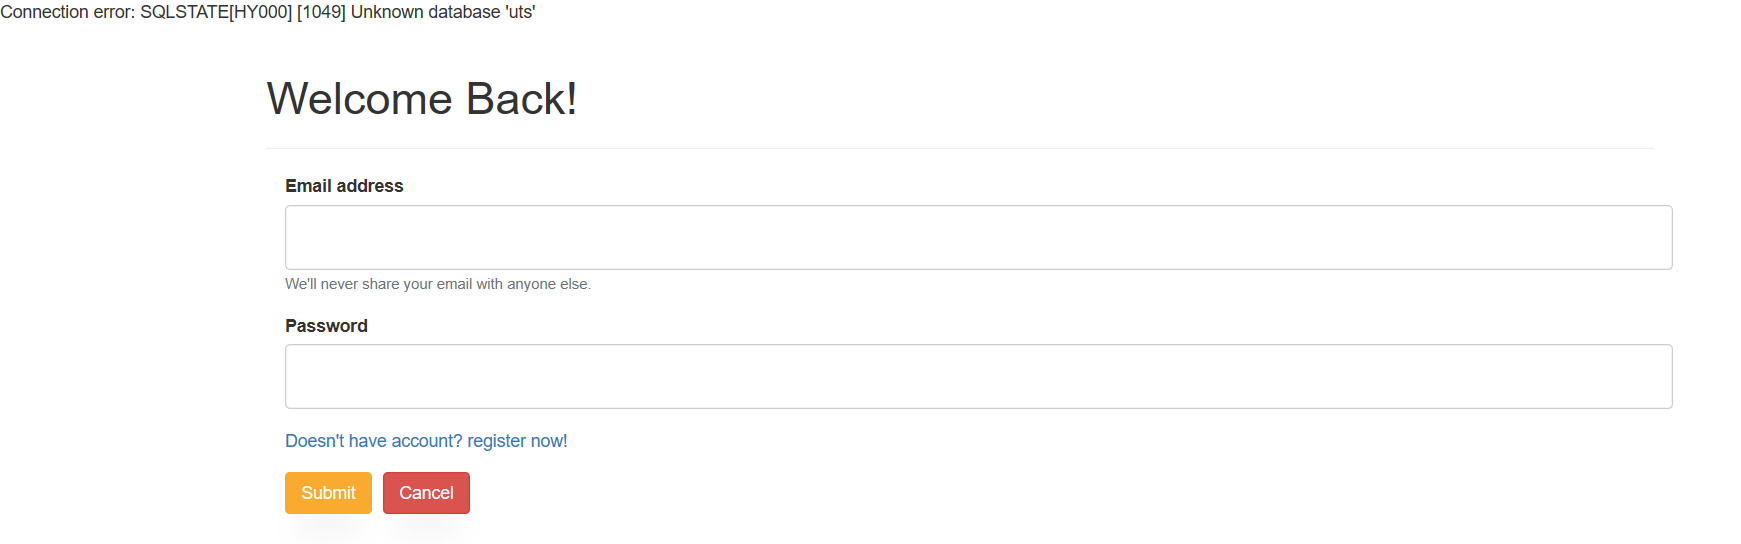 Connection error: SQLSTATE[HY000] [1049] Unknown database 'uts'
Welcome Back!
Email address
We'll never share your email with anyone else.
Password
Doesn't have account? register now!
Submit Cancel